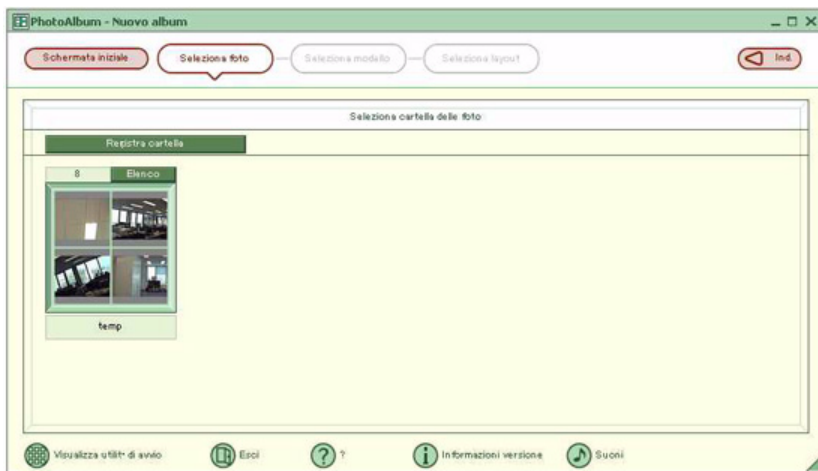 PhotoAlbum - Nuovo album
Schermata iniziale
Seleziona foto
Seleziona modello
Seleziona layout
Ind.
Seleziona cartella delle foto
Registra cartella
8
Elenco
temp
Visualizza utilit• di avvio
Esci
?
Informazioni versione
Suoni